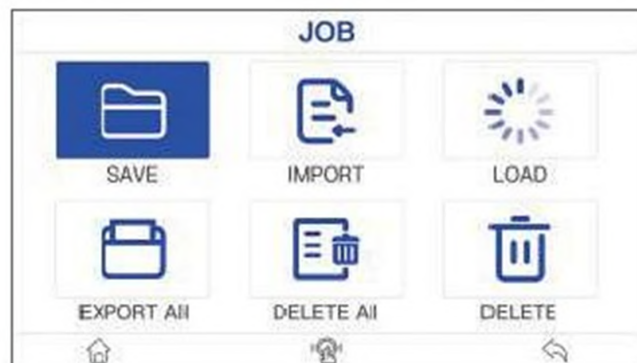 JOB
SAVE IMPORT LOAD
EXPORT All DELETE All DELETE